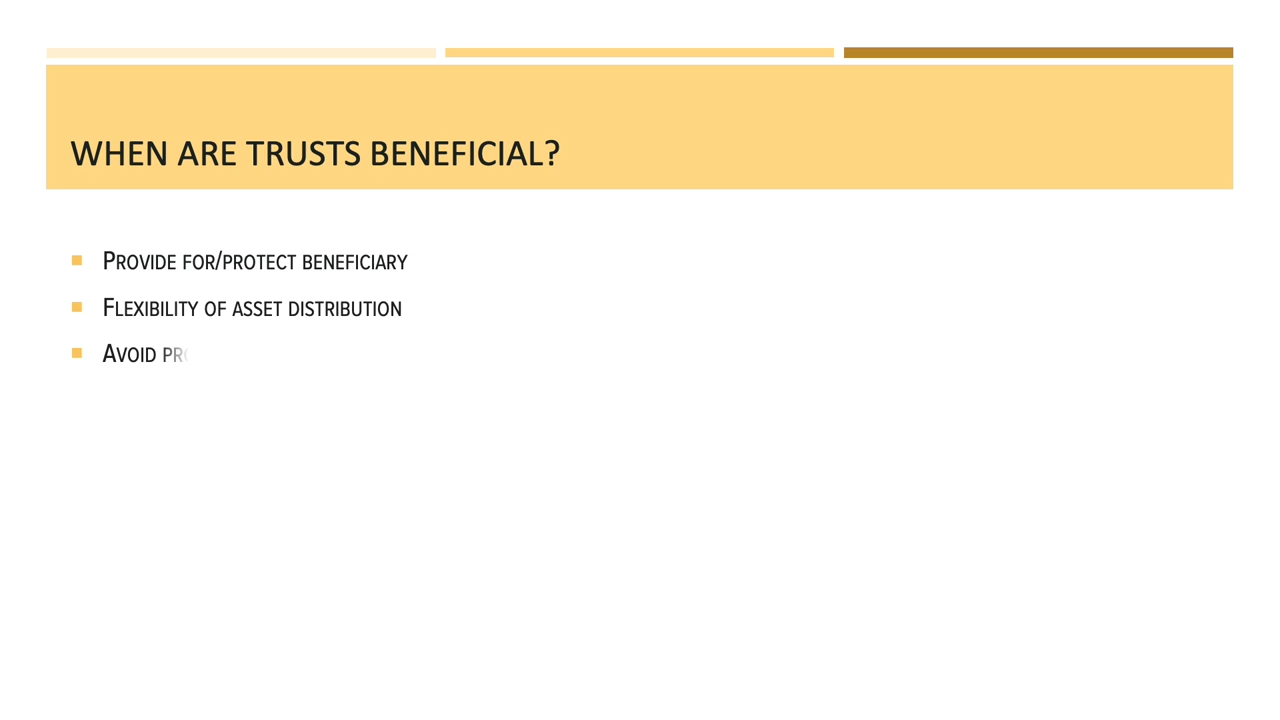 WHEN ARE TRUSTS BENEFICIAL?
PROVIDE FOR/PROTECT BENEFICIARY
FLEXIBILITY OF ASSET DISTRIBUTION
AVOID